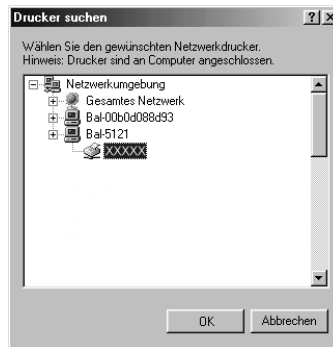 Drucker suchen
Wählen Sie den gewünschten Netzwerkdrucker.
Hinweis: Drucker sind an Computer angeschlossen.
Netzwerkumgebung
Gesamtes Netzwerk
Bal-00b0d088d93
Bal-5121
XXXXX
OK
Abbrechen